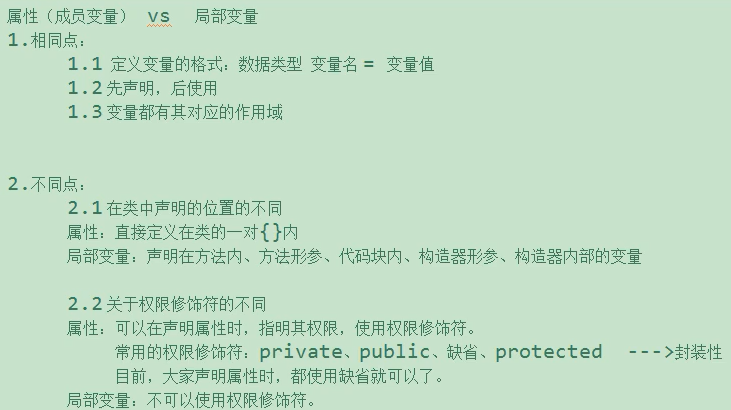 属性（成员变量） vs 局部变量
1.相同点：
1.1 定义变量的格式：数据类型 变量名 = 变量值
1.2 先声明，后使用
1.3 变量都有其对应的作用域
2.不同点：
2.1 在类中声明的位置的不同
属性：直接定义在类的一对{}内
局部变量：声明在方法内、方法形参、代码块内、构造器形参、构造器内部的变量
2.2 关于权限修饰符的不同
属性：可以在声明属性时，指明其权限，使用权限修饰符。
常用的权限修饰符：private、public、缺省、protected --->封装性
目前，大家声明属性时，都使用缺省就可以了。
局部变量：不可以使用权限修饰符。